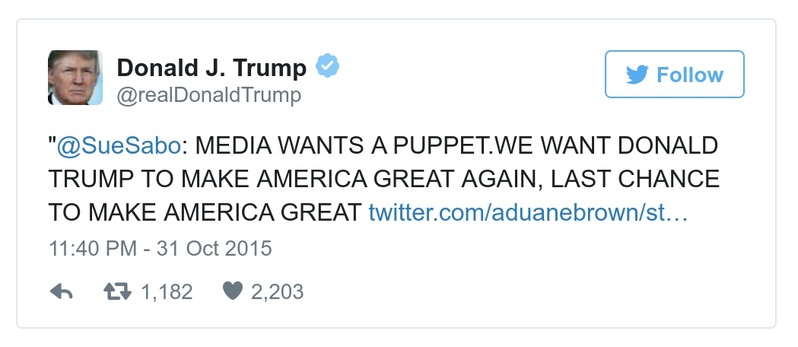 Donald J. Trump
@realDonaldTrump
Follow
"@SueSabo: MEDIA WANTS A PUPPET.WE WANT DONALD
TRUMP TO MAKE AMERICA GREAT AGAIN, LAST CHANCE
TO MAKE AMERICA GREAT twitter.com/aduanebrown/st…
11:40 PM - 31 Oct 2015
1,182 2,203